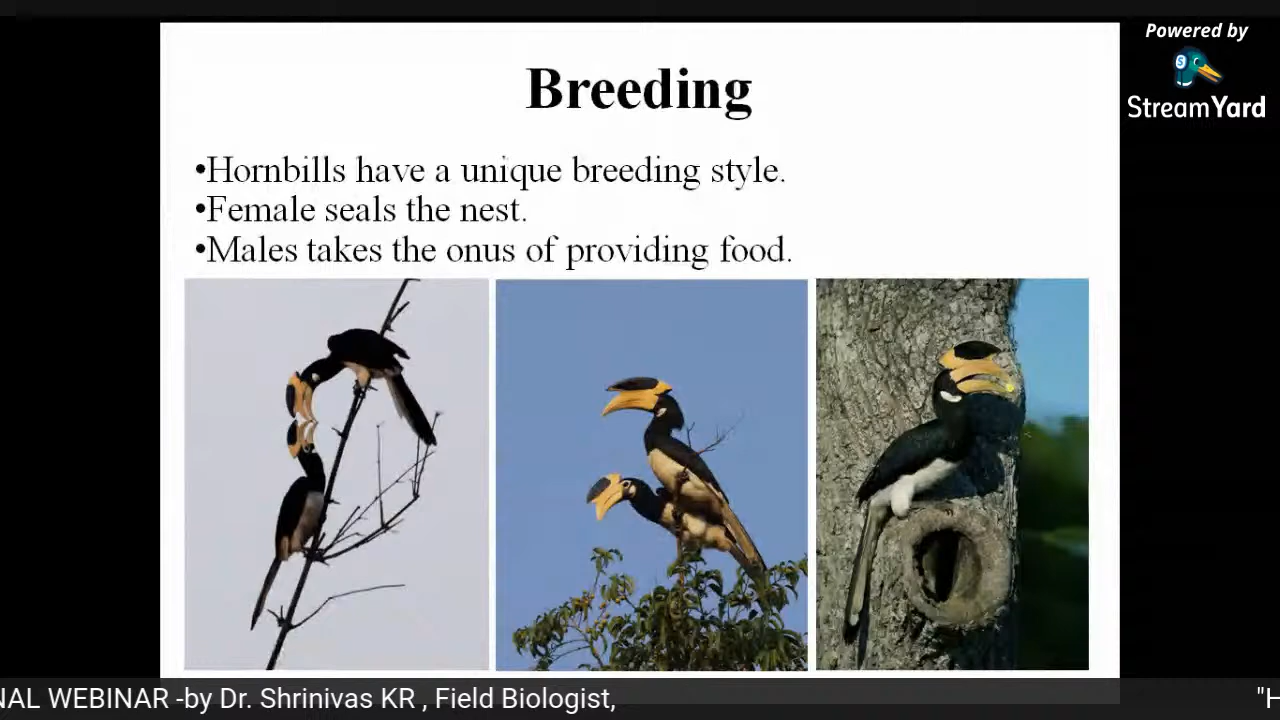 Powered by
StreamYard
Breeding
•Hornbills have a unique breeding style.
•Female seals the nest.
•Males takes the onus of providing food.
NAL WEBINAR -by Dr. Shrinivas KR , Field Biologist, "H